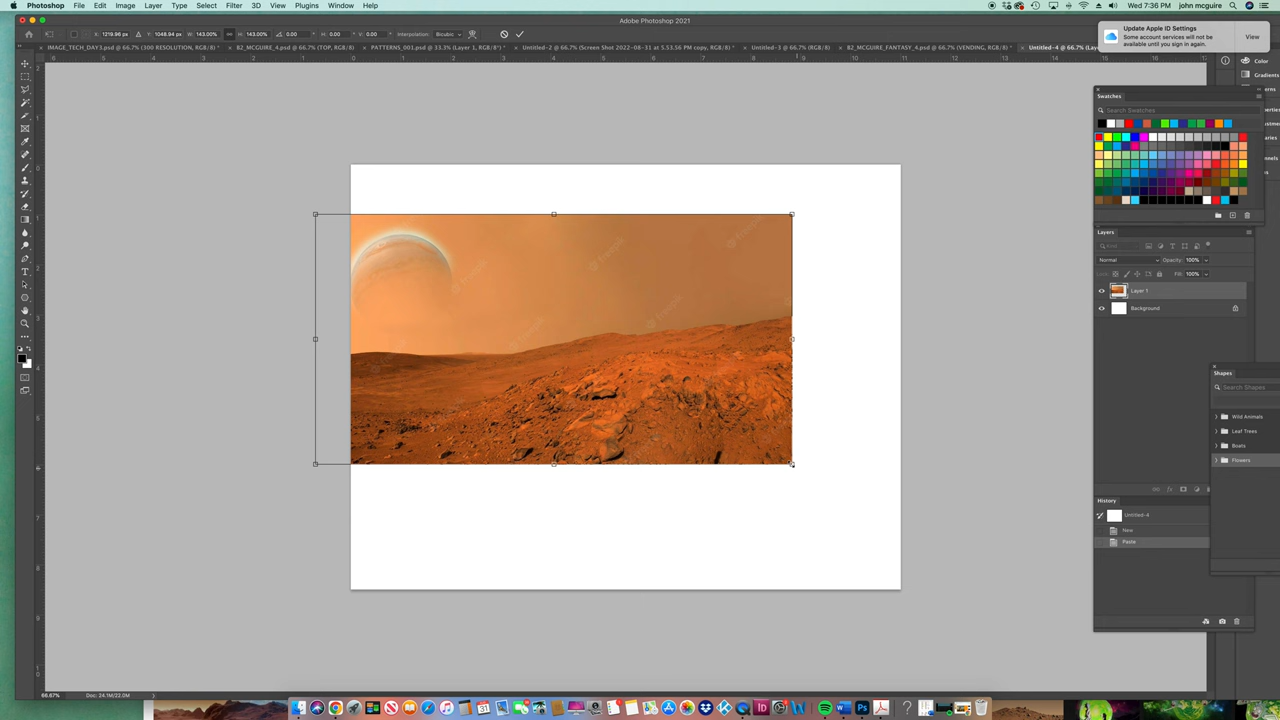 Photoshop File Edit Image Layer Type Select Filter 3D View Plugins Window Help
Wed 7:36 PM john mcguire
Adobe Photoshop 2021
X: 1219.96 px Y: 1048.94 px W: 143.00% H: 143.00% 0.00 H: 0.00 V: 0.00 Interpolation: Bicubic
IMAGE_TECH_DAY3.psd @ 66.7% (300 RESOLUTION, RGB/8) *
B2_MCGUIRE_4.psd @ 66.7% (TOP, RGB/8)
PATTERNS_001.psd @ 33.3% (Layer 1, RGB/8*) *
Untitled-2 @ 66.7% (Screen Shot 2022-08-31 at 5.53.56 PM copy, RGB/8)
Untitled-3 @ 66.7% (RGB/8)
B2_MCGUIRE_FANTASY_4.psd @ 66.7% (VENDING, RGB/8)
Untitled-4 @ 66.7% (Lay
Update Apple ID Settings
Some account services will not be
available until you sign in again.
View
Color
Gradients
Swatches
Search Swatches
Layers
Normal Opacity: 100%
Fill: 100%
Layer 1
Background
Shapes
Search Shapes
Wild Animals
Leaf Trees
Boats
Flowers
History
Untitled-4
New
Paste
freepik
66.67% Doc: 34.1M/22.0M